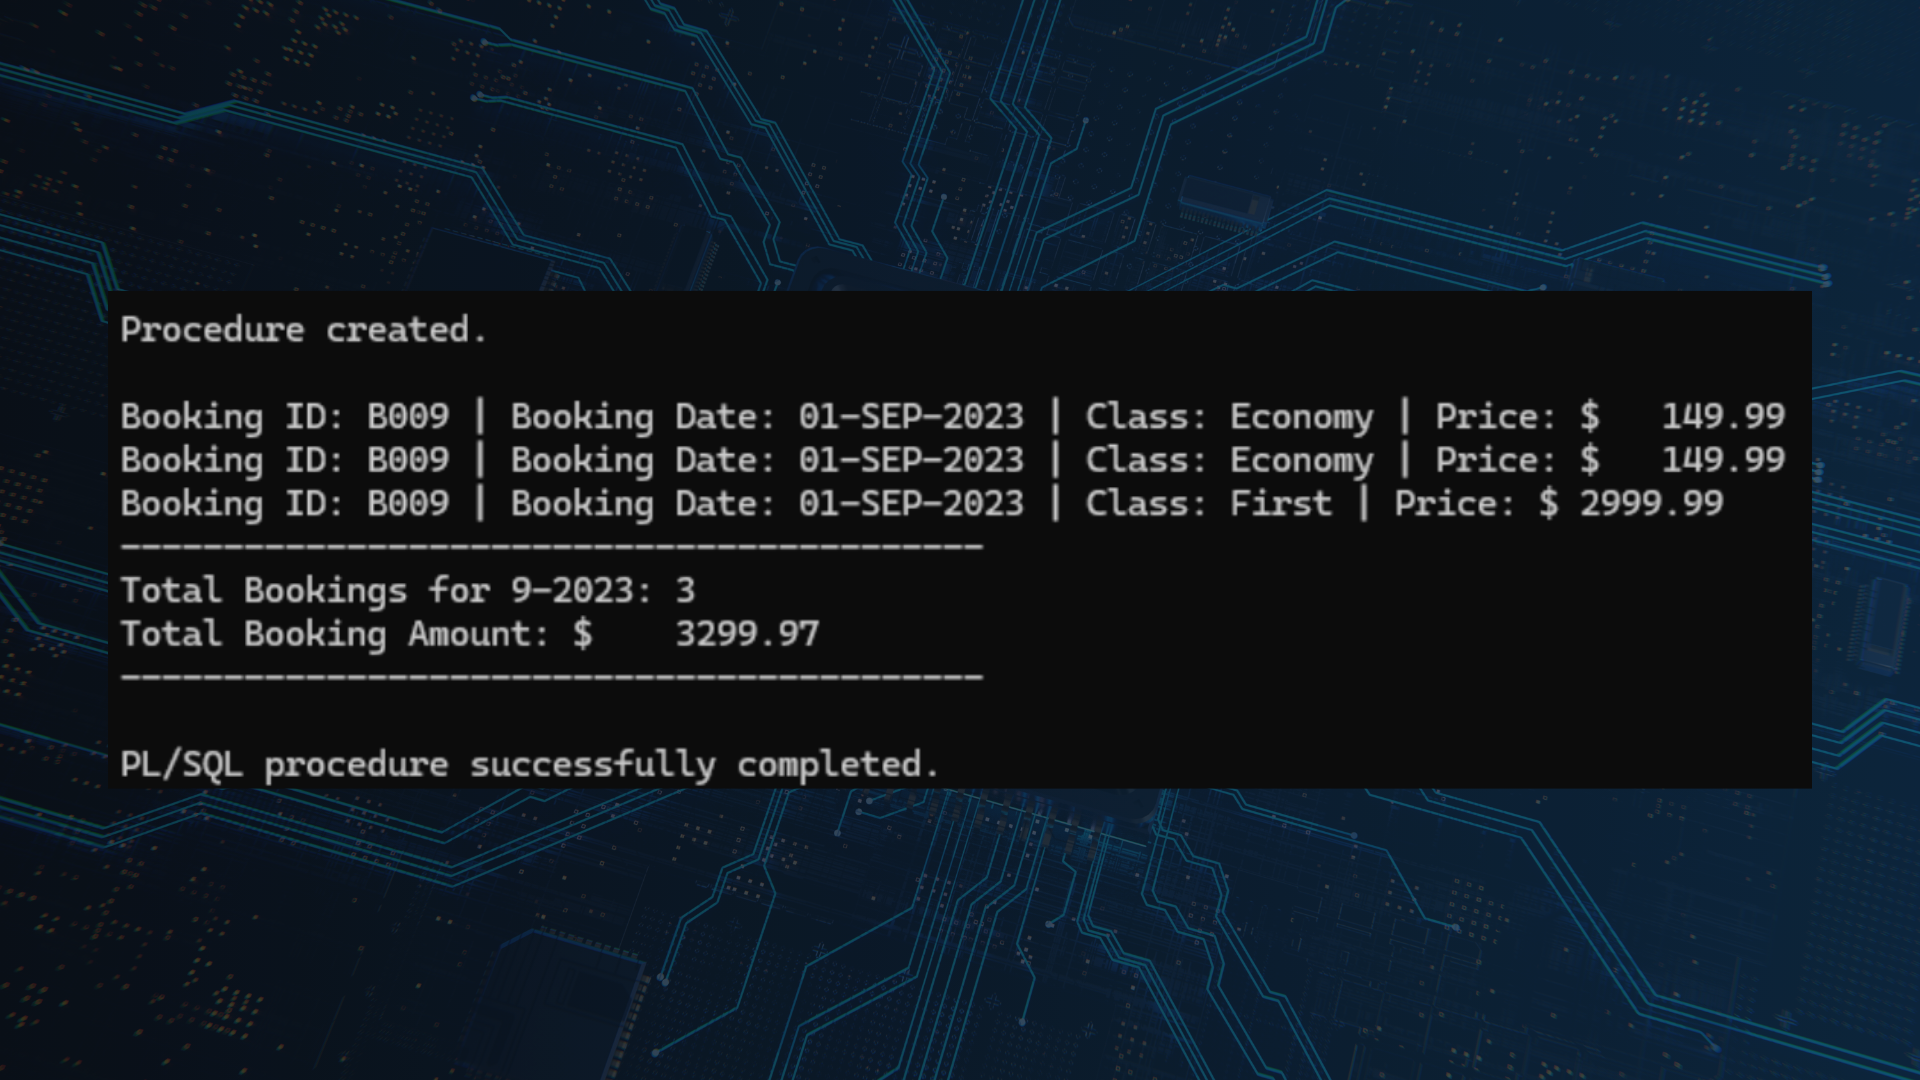 Procedure created.
Booking ID: B009 | Booking Date: 01-SEP-2023 | Class: Economy | Price: $   149.99
Booking ID: B009 | Booking Date: 01-SEP-2023 | Class: Economy | Price: $   149.99
Booking ID: B009 | Booking Date: 01-SEP-2023 | Class: First | Price: $ 2999.99
------------------------------------------
Total Bookings for 9-2023: 3
Total Booking Amount: $    3299.97
------------------------------------------
PL/SQL procedure successfully completed.